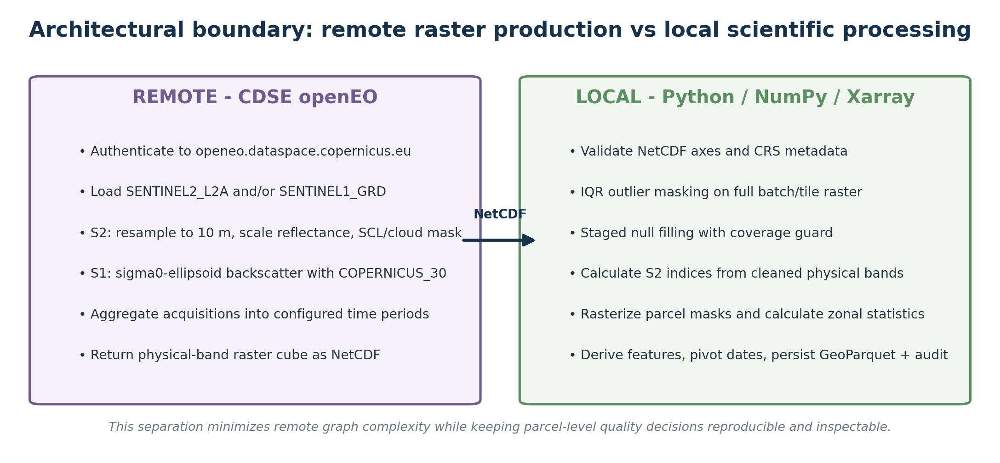 Architectural boundary: remote raster production vs local scientific processing
REMOTE - CDSE openEO
• Authenticate to openeo.dataspace.copernicus.eu
• Load SENTINEL2_L2A and/or SENTINEL1_GRD
• S2: resample to 10 m, scale reflectance, SCL/cloud mask
• S1: sigma0-ellipsoid backscatter with COPERNICUS_30
• Aggregate acquisitions into configured time periods
• Return physical-band raster cube as NetCDF
NetCDF
LOCAL - Python / NumPy / Xarray
• Validate NetCDF axes and CRS metadata
• IQR outlier masking on full batch/tile raster
• Staged null filling with coverage guard
• Calculate S2 indices from cleaned physical bands
• Rasterize parcel masks and calculate zonal statistics
• Derive features, pivot dates, persist GeoParquet + audit
This separation minimizes remote graph complexity while keeping parcel-level quality decisions reproducible and inspectable.